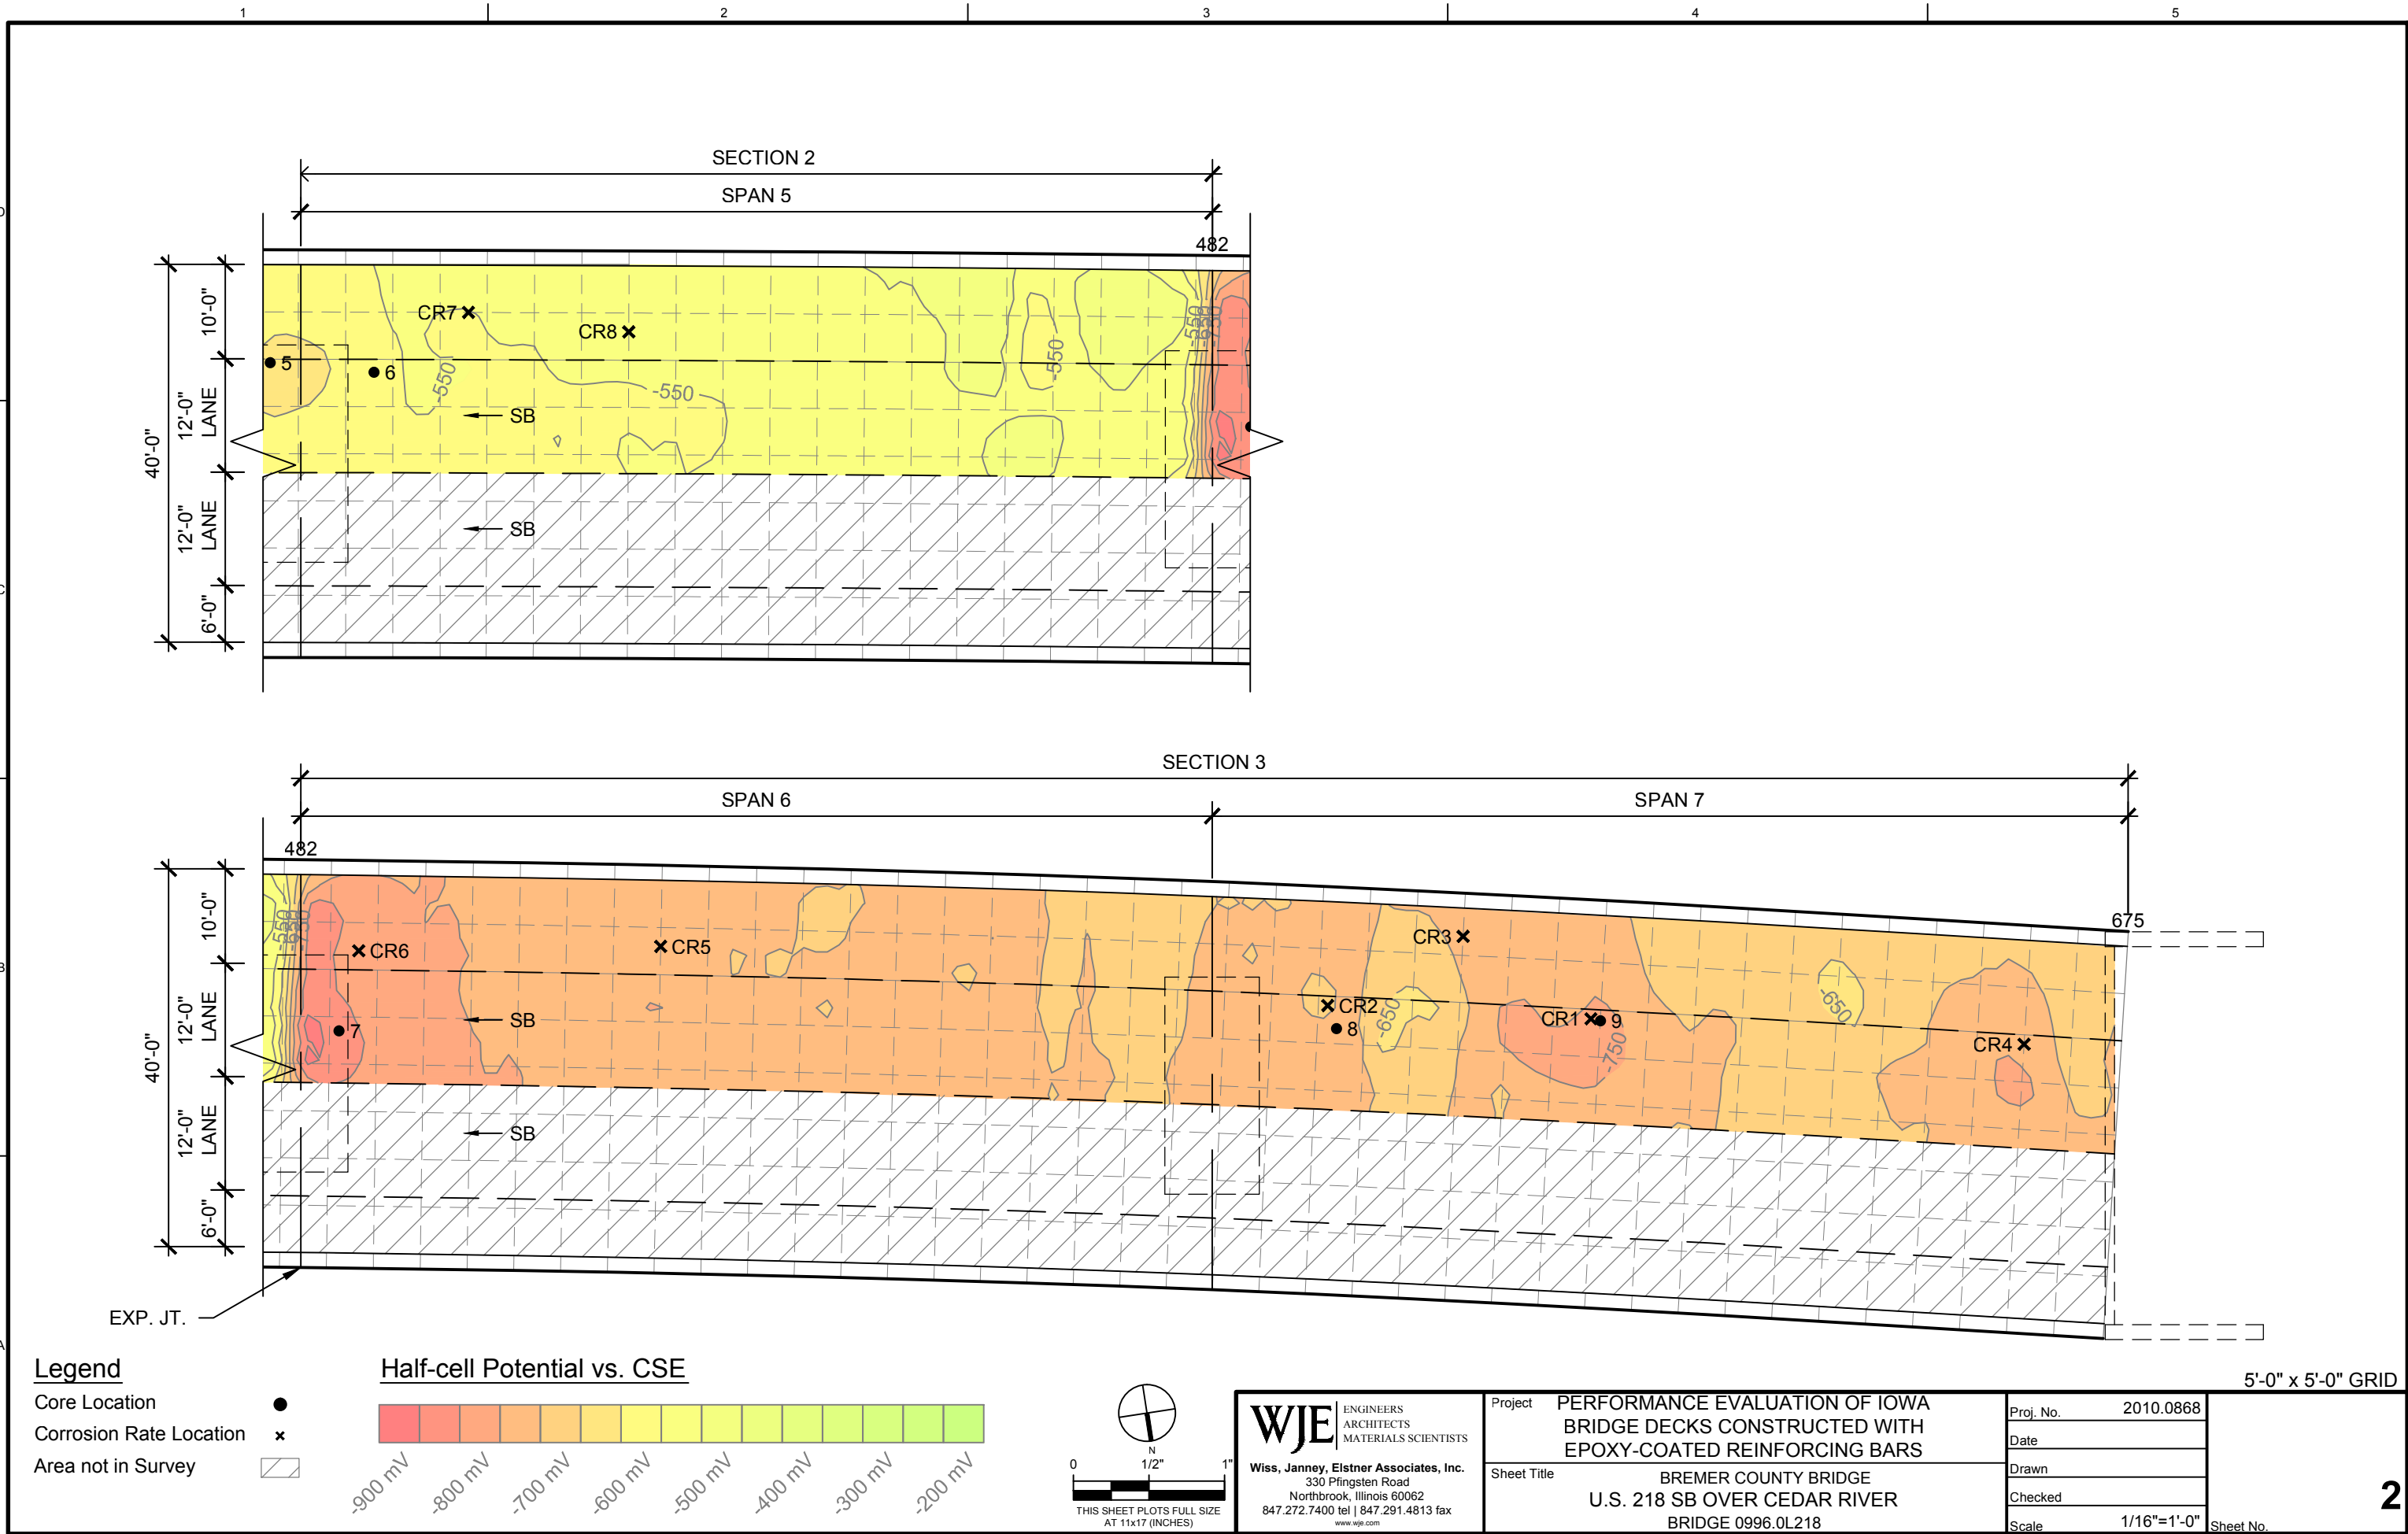 1 2 3 4 5
D
C
B
A
SECTION 2
SPAN 5
482
10'-0"
12'-0"
LANE
40'-0"
12'-0"
LANE
6'-0"
CR7
CR8
5
6
-550
-550
-550
-550
-650
-750
SB
SB
SECTION 3
SPAN 6
SPAN 7
482
675
10'-0"
12'-0"
LANE
40'-0"
12'-0"
LANE
6'-0"
-550
-650
-750
CR6
CR5
7
SB
SB
CR3
CR2
8
-650
CR1
9
-750
-650
CR4
EXP. JT.
Legend
Core Location
Corrosion Rate Location
Area not in Survey
Half-cell Potential vs. CSE
-900 mV -800 mV -700 mV -600 mV -500 mV -400 mV -300 mV -200 mV
N
0 1/2" 1"
THIS SHEET PLOTS FULL SIZE
AT 11x17 (INCHES)
WJE
ENGINEERS
ARCHITECTS
MATERIALS SCIENTISTS
Wiss, Janney, Elstner Associates, Inc.
330 Pfingsten Road
Northbrook, Illinois 60062
847.272.7400 tel | 847.291.4813 fax
www.wje.com
Project PERFORMANCE EVALUATION OF IOWA
BRIDGE DECKS CONSTRUCTED WITH
EPOXY-COATED REINFORCING BARS
Sheet Title BREMER COUNTY BRIDGE
U.S. 218 SB OVER CEDAR RIVER
BRIDGE 0996.0L218
5'-0" x 5'-0" GRID
Proj. No. 2010.0868
Date
Drawn
Checked
Scale 1/16"=1'-0"
Sheet No.
2